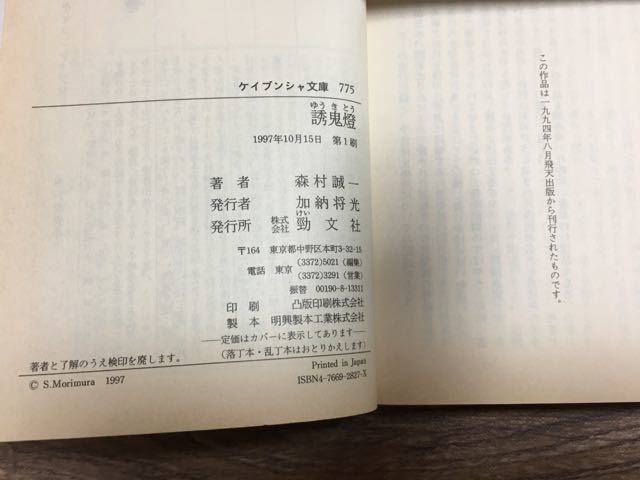 この作品は一九九四年八月飛天出版から刊行されたものです。
ケイブンシャ文庫 775
ゆうきとう
誘鬼燈
1997年10月15日 第1刷
著者 森村誠一
発行者 加納将光
けい
発行所 株式会社 勁文社
〒164 東京都中野区本町3-32-15
電話 東京 (3372)5021(編集)
(3372)3291(営業)
振替 00190-8-13311
印刷 凸版印刷株式会社
製本 明興製本工業株式会社
──定価はカバーに表示してあります──
(落丁本・乱丁本はおとりかえします)
著者と了解のうえ検印を廃します。
Printed in Japan
© S.Morimura 1997
ISBN4-7669-2827-X